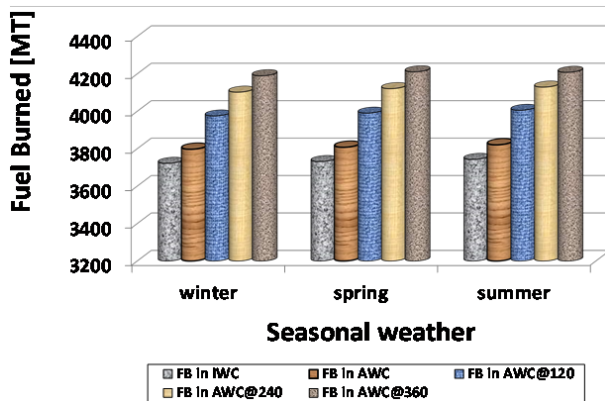 Fuel Burned [MT]
4400
4200
4000
3800
3600
3400
3200
winter spring summer
Seasonal weather
FB in IWC FB in AWC FB in AWC@120
FB in AWC@240 FB in AWC@360